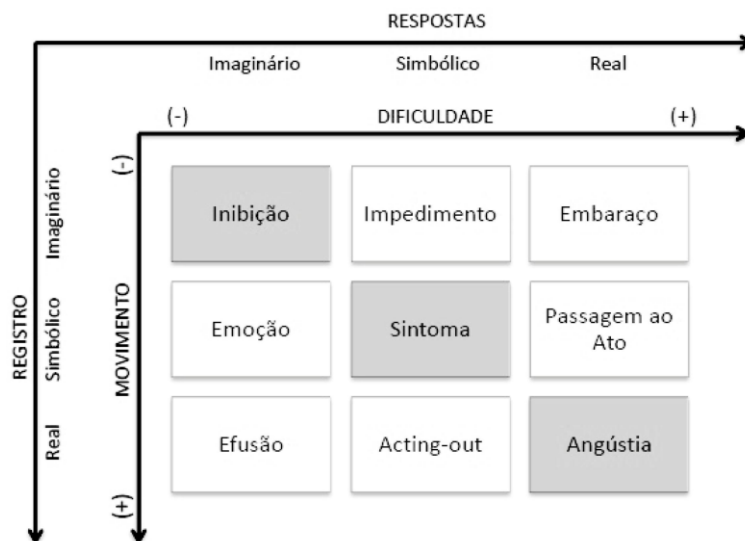 RESPOSTAS
Imaginário Simbólico Real
(-) DIFICULDADE (+)
REGISTRO
Imaginário
Simbólico
Real
(-)
MOVIMENTO
(+)
Inibição Impedimento Embaraço
Emoção Sintoma Passagem ao
Ato
Efusão Acting-out Angústia